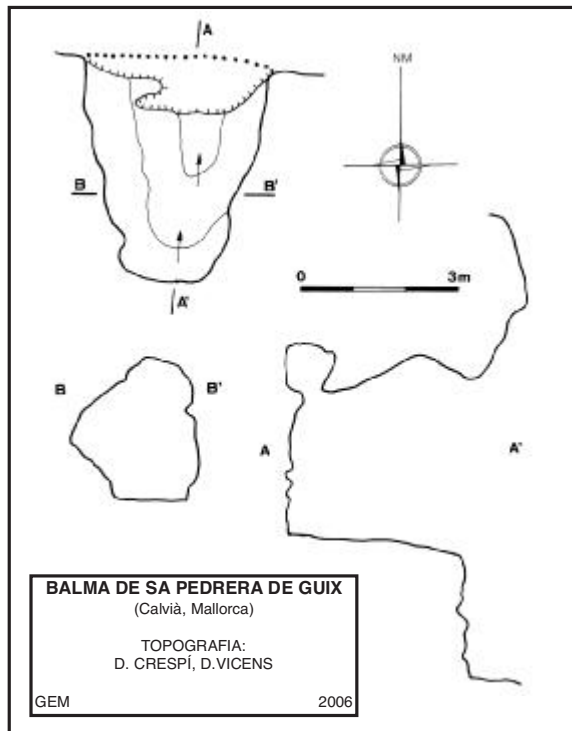 A
NM
B B'
0 3m
A'
B B'
A A'
BALMA DE SA PEDRERA DE GUIX
(Calvià, Mallorca)
TOPOGRAFIA:
D. CRESPÍ, D.VICENS
GEM 2006